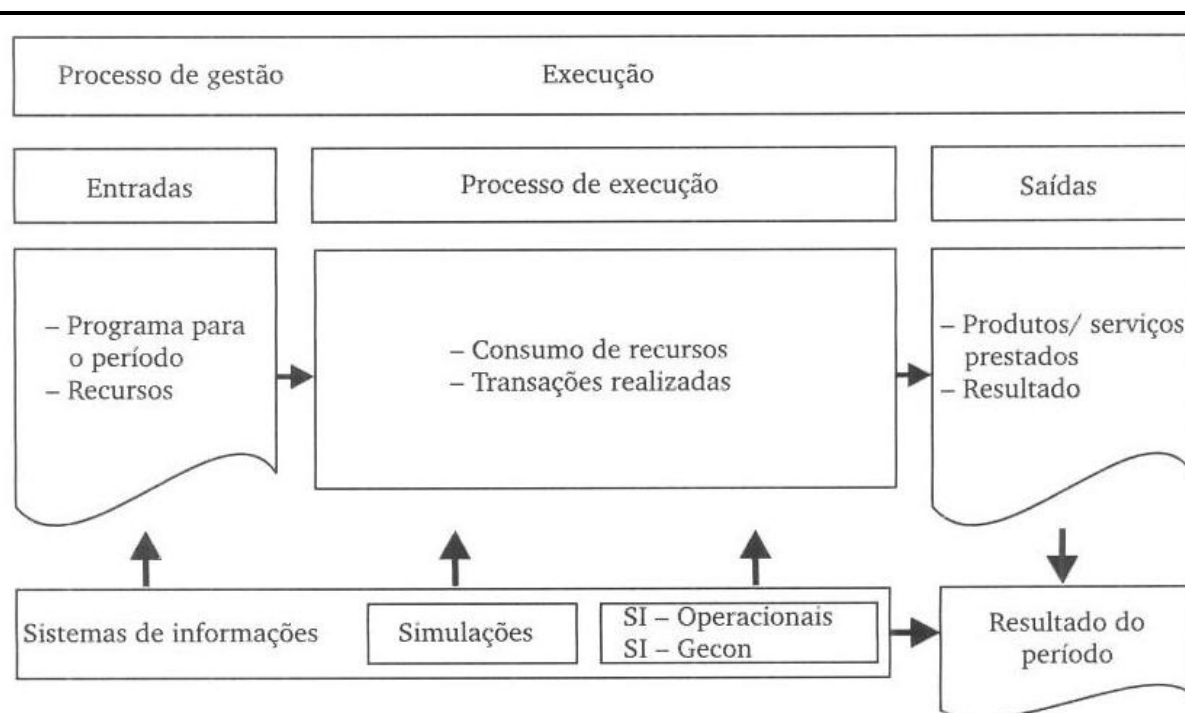 Processo de gestão Execução
Entradas
Processo de execução
Saídas
– Programa para
o período
– Recursos
– Consumo de recursos
– Transações realizadas
– Produtos/ serviços
prestados
– Resultado
Sistemas de informações
Simulações
SI – Operacionais
SI – Gecon
Resultado do
período